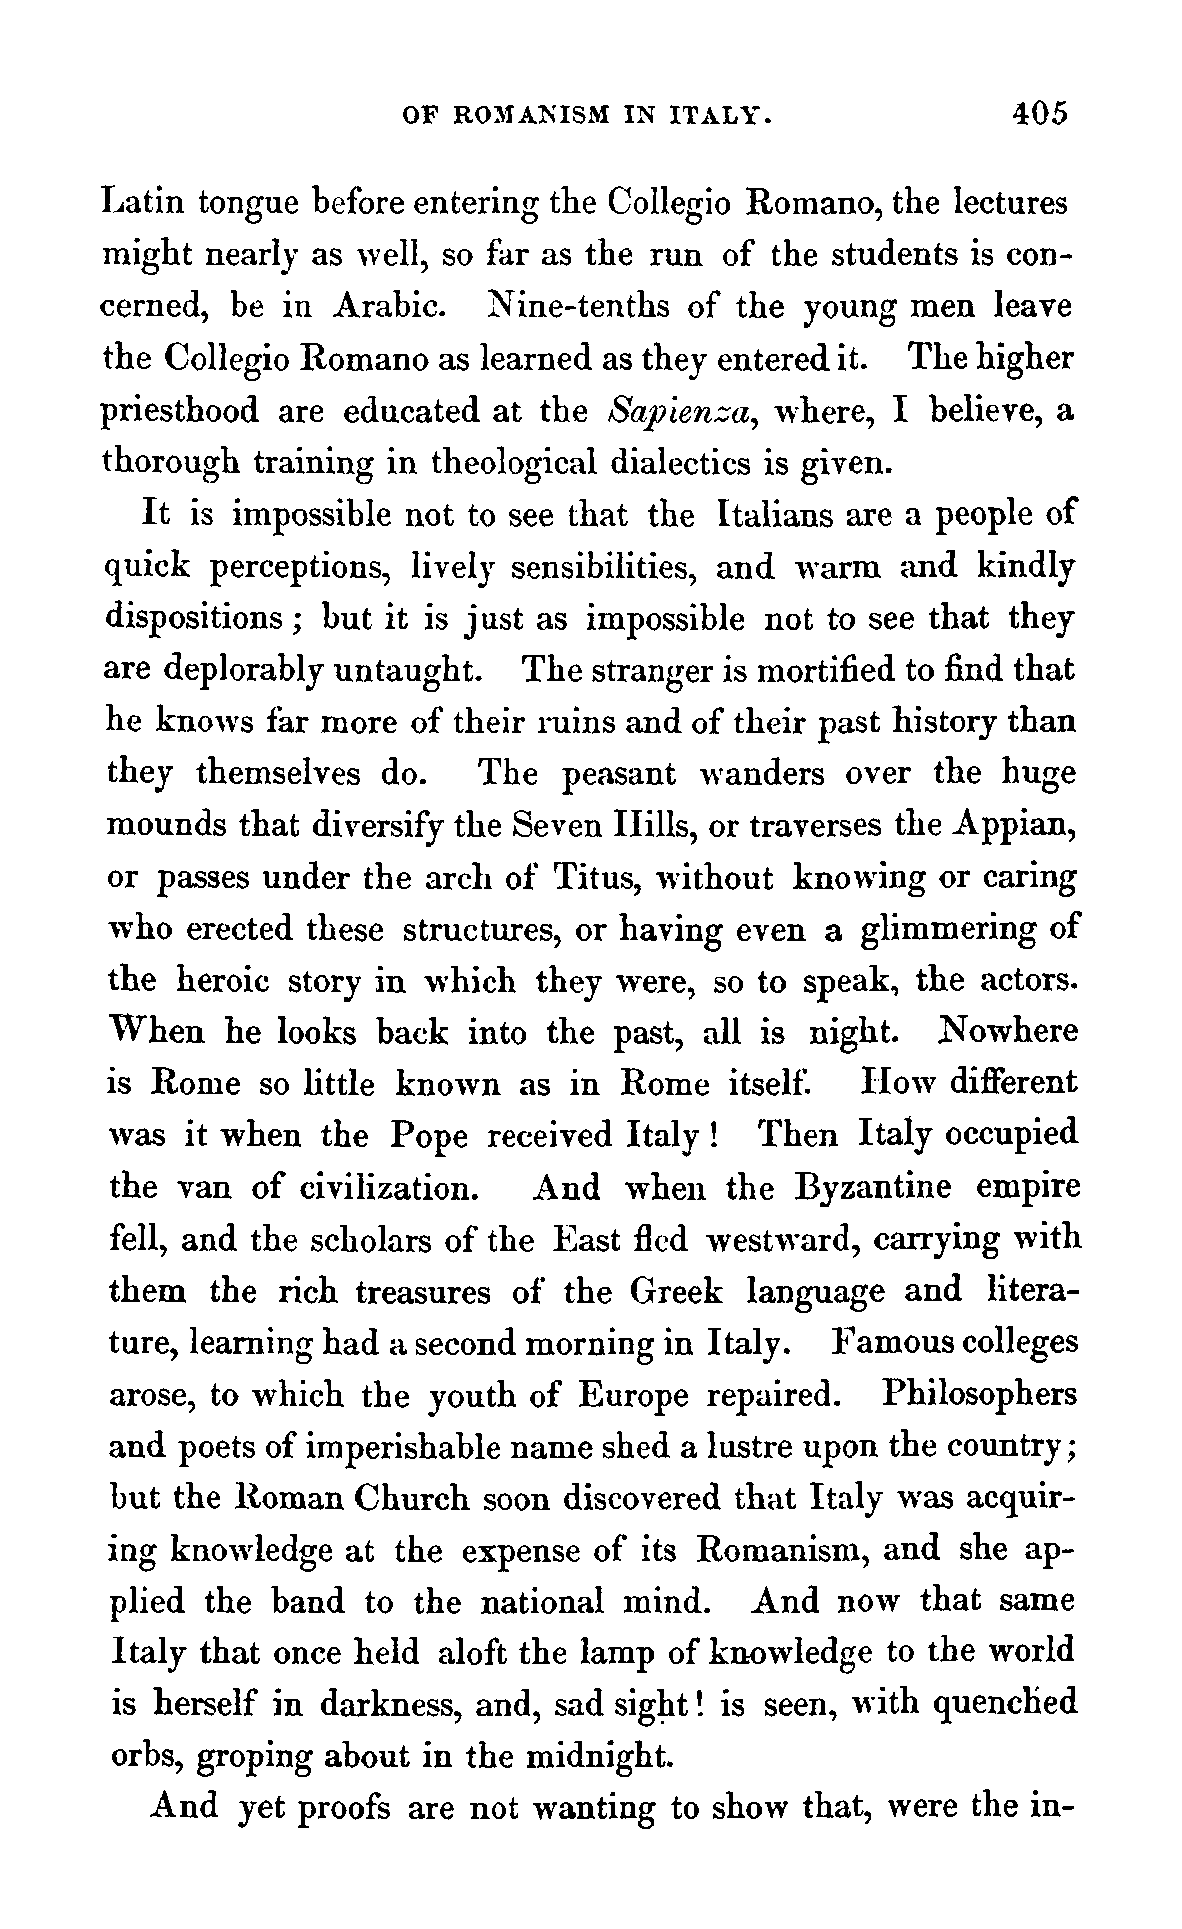 OF ROMANISM IN ITALY. 405
Latin tongue before entering the Collegio Romano, the lectures
might nearly as well, so far as the run of the students is con-
cerned, be in Arabic. Nine-tenths of the young men leave
the Collegio Romano as learned as they entered it. The higher
priesthood are educated at the Sapienza, where, I believe, a
thorough training in theological dialectics is given.
It is impossible not to see that the Italians are a people of
quick perceptions, lively sensibilities, and warm and kindly
dispositions; but it is just as impossible not to see that they
are deplorably untaught. The stranger is mortified to find that
he knows far more of their ruins and of their past history than
they themselves do. The peasant wanders over the huge
mounds that diversify the Seven Hills, or traverses the Appian,
or passes under the arch of Titus, without knowing or caring
who erected these structures, or having even a glimmering of
the heroic story in which they were, so to speak, the actors.
When he looks back into the past, all is night. Nowhere
is Rome so little known as in Rome itself. How different
was it when the Pope received Italy! Then Italy occupied
the van of civilization. And when the Byzantine empire
fell, and the scholars of the East fled westward, carrying with
them the rich treasures of the Greek language and litera-
ture, learning had a second morning in Italy. Famous colleges
arose, to which the youth of Europe repaired. Philosophers
and poets of imperishable name shed a lustre upon the country;
but the Roman Church soon discovered that Italy was acquir-
ing knowledge at the expense of its Romanism, and she ap-
plied the band to the national mind. And now that same
Italy that once held aloft the lamp of knowledge to the world
is herself in darkness, and, sad sight! is seen, with quenched
orbs, groping about in the midnight.
And yet proofs are not wanting to show that, were the in-